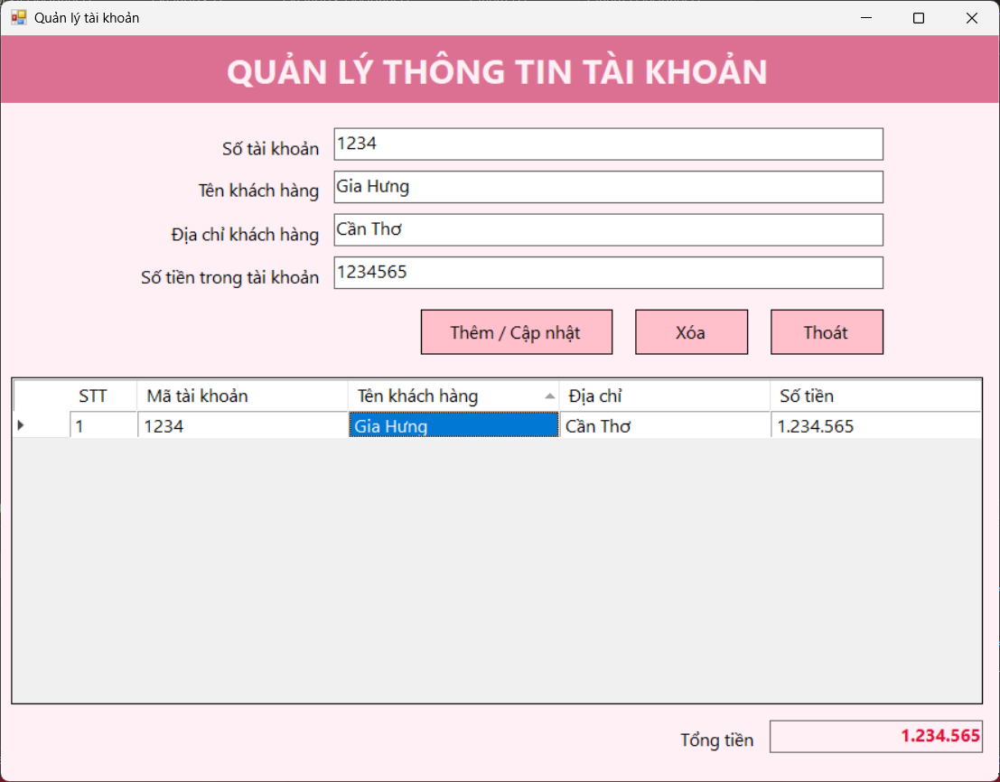 Quản lý tài khoản
QUẢN LÝ THÔNG TIN TÀI KHOẢN
Số tài khoản 1234
Tên khách hàng Gia Hưng
Địa chỉ khách hàng Cần Thơ
Số tiền trong tài khoản 1234565
Thêm / Cập nhật Xóa Thoát
STT Mã tài khoản Tên khách hàng Địa chỉ Số tiền
1 1234 Gia Hưng Cần Thơ 1.234.565
Tổng tiền 1.234.565